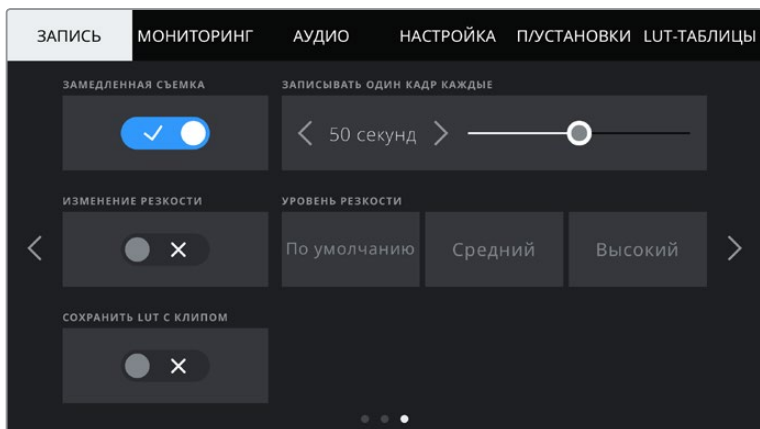 ЗАПИСЬ МОНИТОРИНГ АУДИО НАСТРОЙКА П/УСТАНОВКИ LUT-ТАБЛИЦЫ
ЗАМЕДЛЕННАЯ СЪЕМКА ЗАПИСЫВАТЬ ОДИН КАДР КАЖДЫЕ
50 секунд
ИЗМЕНЕНИЕ РЕЗКОСТИ УРОВЕНЬ РЕЗКОСТИ
По умолчанию Средний Высокий
СОХРАНИТЬ LUT С КЛИПОМ